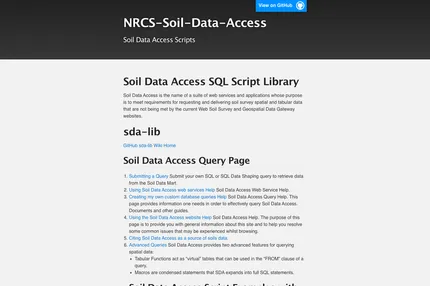 View on GitHub
NRCS-Soil-Data-Access
Soil Data Access Scripts
Soil Data Access SQL Script Library
Soil Data Access is the name of a suite of web services and applications whose purpose
is to meet requirements for requesting and delivering soil survey spatial and tabular data
that are not being met by the current Web Soil Survey and Geospatial Data Gateway
websites.
sda-lib
GitHub sda-lib Wiki Home
Soil Data Access Query Page
1. Submitting a Query Submit your own SQL or SQL Data Shaping query to retrieve data
from the Soil Data Mart.
2. Using Soil Data Access web services Help Soil Data Access Web Service Help.
3. Creating my own custom database queries Help Soil Data Access Query Help. This
page provides information one needs in order to effectively query Soil Data Access.
Documents and other guides.
4. Using the Soil Data Access website Help Soil Data Access Help. The purpose of this
page is to provide you with general information about this site and to help you resolve
some common issues that may be experienced whilst browsing.
5. Citing Soil Data Access as a source of soils data.
6. Advanced Queries Soil Data Access provides two advanced features for querying
spatial data.
• Tabular Functions act as "virtual" tables that can be used in the "FROM" clause of a
query.
• Macros are condensed statements that SDA expands into full SQL statements.